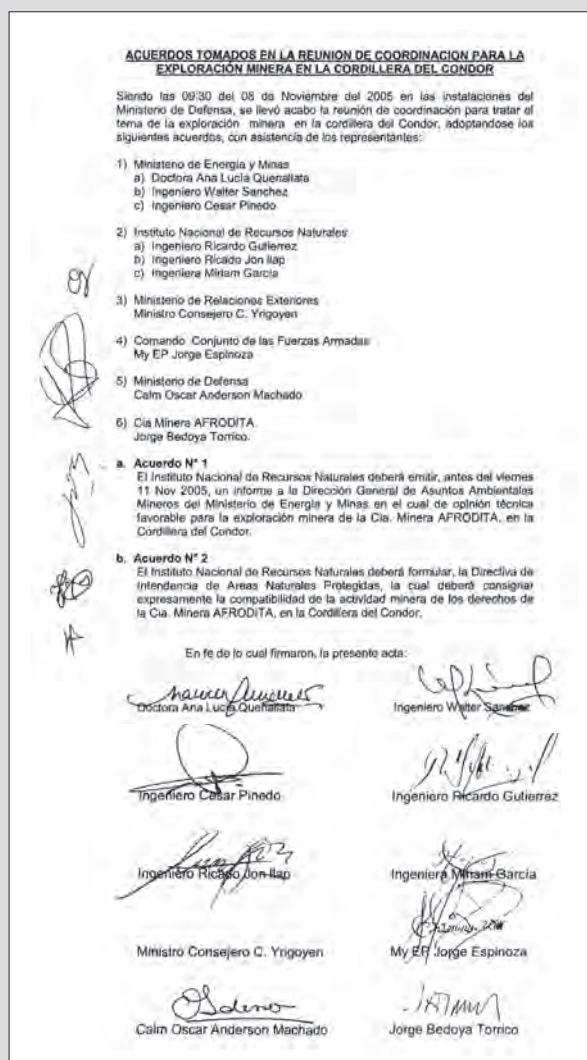 ACUERDOS TOMADOS EN LA REUNION DE COORDINACION PARA LA
EXPLORACIÓN MINERA EN LA CORDILLERA DEL CONDOR
Siendo las 09:30 del 08 de Noviembre del 2005 en las instalaciones del
Ministerio de Defensa, se llevó acabo la reunión de coordinación para tratar el
tema de la exploración minera en la cordillera del Condor, adoptandose los
siguientes acuerdos, con asistencia de los representantes:
1) Ministerio de Energía y Minas
a) Doctora Ana Lucia Queñallata
b) Ingeniero Walter Sanchez
c) Ingeniero Cesar Pinedo
2) Instituto Nacional de Recursos Naturales
a) Ingeniero Ricardo Gutierrez
b) Ingeniero Ricado Jon llap
c) Ingeniera Miriam García
3) Ministerio de Relaciones Exteriores
Ministro Consejero C. Yrigoyen
4) Comando Conjunto de las Fuerzas Armadas
My EP Jorge Espinoza
5) Ministerio de Defensa
Calm Oscar Anderson Machado
6) Cia Minera AFRODITA
Jorge Bedoya Torrico.
a. Acuerdo N° 1
El Instituto Nacional de Recursos Naturales deberá emitir, antes del viernes
11 Nov 2005, un informe a la Dirección General de Asuntos Ambientales
Mineros del Ministerio de Energía y Minas en el cual de opinión técnica
favorable para la exploración minera de la Cia. Minera AFRODITA, en la
Cordillera del Condor.
b. Acuerdo N° 2
El Instituto Nacional de Recursos Naturales deberá formular, la Directiva de
Intendencia de Areas Naturales Protegidas, la cual deberá consignar
expresamente la compatibilidad de la actividad minera de los derechos de
la Cia. Minera AFRODITA, en la Cordillera del Condor.
En fe de lo cual firmaron, la presente acta:
Doctora Ana Lucia Queñallata
Ingeniero Walter Sanchez
Ingeniero Cesar Pinedo
Ingeniero Ricardo Gutierrez
Ingeniero Ricado Jon llap
Ingeniera Miriam García
Ministro Consejero C. Yrigoyen
My EP Jorge Espinoza
Calm Oscar Anderson Machado
Jorge Bedoya Torrico